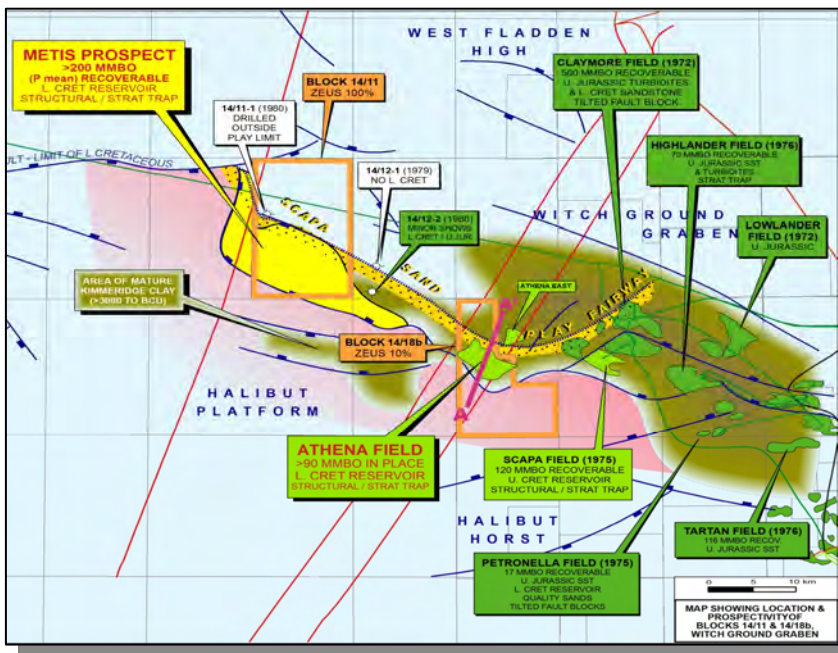 WEST FLADDEN
HIGH
METIS PROSPECT
>200 MMBO
(P mean) RECOVERABLE
L. CRET RESERVOIR
STRUCTURAL / STRAT TRAP
BLOCK 14/11
ZEUS 100%
14/11-1 (1980)
DRILLED
OUTSIDE
PLAY LIMIT
CLAYMORE FIELD (1972)
500 MMBO RECOVERABLE
U. JURASSIC TURBIDITES
& L. CRET SANDSTONE
TILTED FAULT BLOCK
HIGHLANDER FIELD (1976)
70 MMBO RECOVERABLE
U. JURASSIC SST
& TURBIDITES
STRAT TRAP
ULT - LIMIT OF L CRETACEOUS
14/12-1 (1979)
NO L. CRET
14/12-2 (1980)
MINOR SHOWS
L CRET / U JUR
WITCH GROUND
GRABEN
LOWLANDER
FIELD (1972)
U. JURASSIC
SCAPA SAND PLAY FAIRWAY
AREA OF MATURE
KIMMERIDGE CLAY
(>3000 TO BCU)
ATHENA EAST
A'
BLOCK 14/18b
ZEUS 10%
HALIBUT
PLATFORM
A
ATHENA FIELD
>90 MMBO IN PLACE
L. CRET RESERVOIR
STRUCTURAL / STRAT TRAP
SCAPA FIELD (1975)
120 MMBO RECOVERABLE
U. CRET RESERVOIR
STRUCTURAL / STRAT TRAP
HALIBUT
HORST
TARTAN FIELD (1976)
116 MMBO RECOV.
U. JURASSIC SST
PETRONELLA FIELD (1975)
17 MMBO RECOVERABLE
U. JURASSIC SST
L. CRET RESERVOIR
QUALITY SANDS
TILTED FAULT BLOCKS
0 5 10 km
MAP SHOWING LOCATION &
PROSPECTIVITYOF
BLOCKS 14/11 & 14/18b,
WITCH GROUND GRABEN